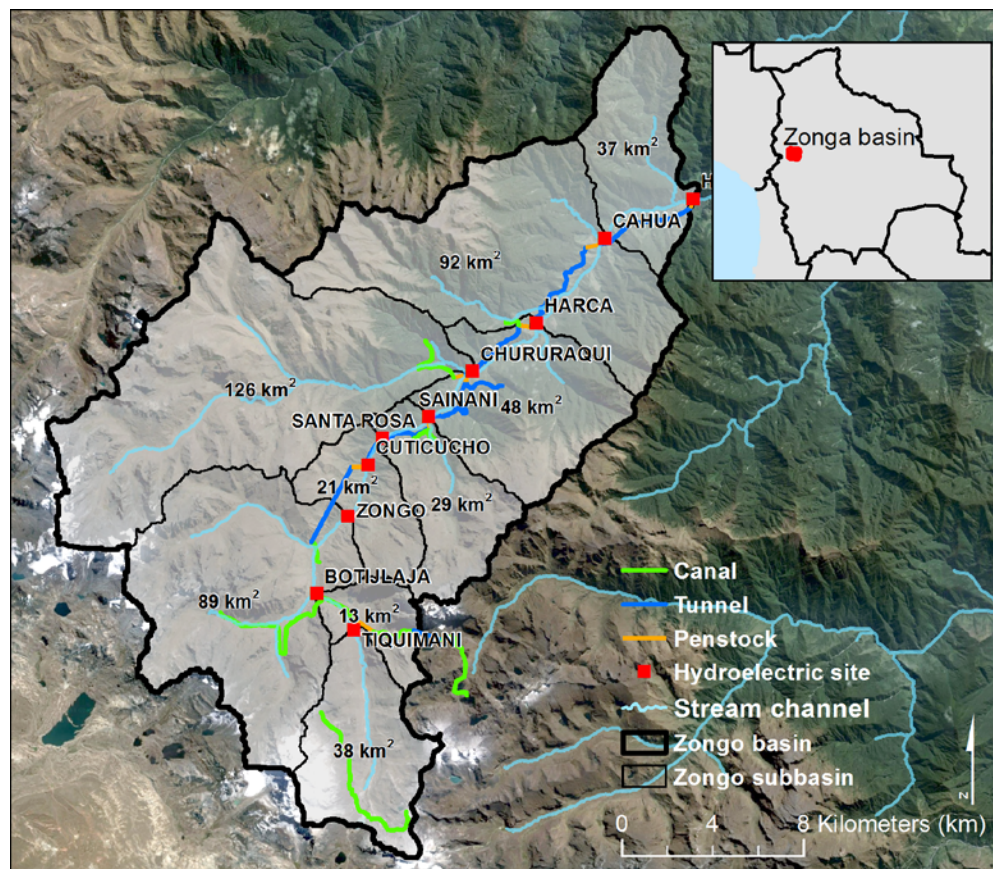 Zonga basin
37 km²
H
CAHUA
92 km²
HARCA
CHURURAQUI
126 km²
SAINANI
48 km²
SANTA ROSA
CUTICUCHO
21 km²
29 km²
ZONGO
BOTIJLAJA
89 km²
13 km²
TIQUIMANI
38 km²
Canal
Tunnel
Penstock
Hydroelectric site
Stream channel
Zongo basin
Zongo subbasin
N
0 4 8 Kilometers (km)